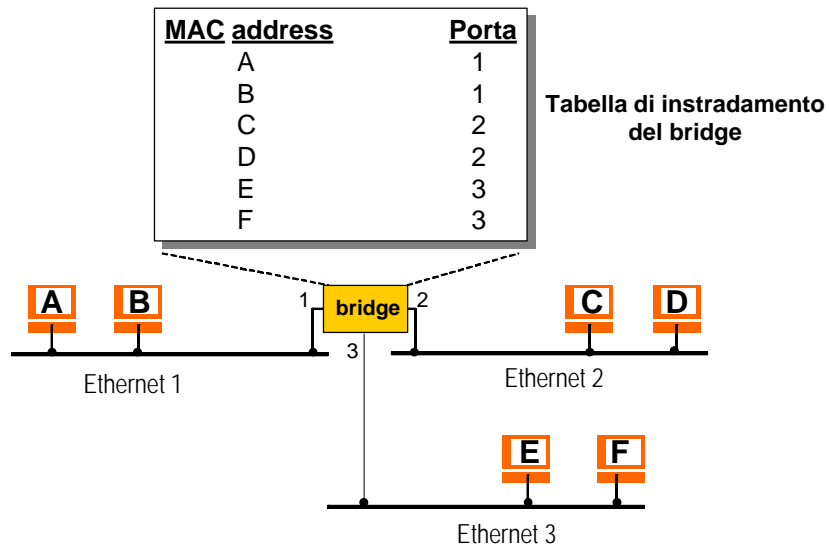 MAC address Porta
A 1
B 1
C 2
D 2
E 3
F 3
Tabella di instradamento
del bridge
A B 1 bridge 2 C D
3
Ethernet 1
Ethernet 2
E F
Ethernet 3